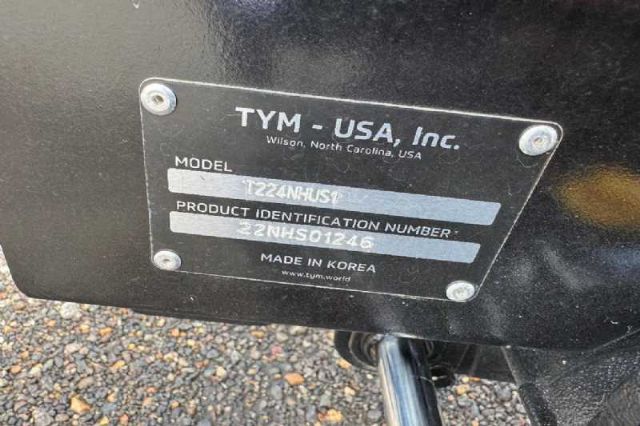 TYM - USA, Inc.
Wilson, North Carolina, USA
MODEL
T224NHUS1
PRODUCT IDENTIFICATION NUMBER
22NHS01246
MADE IN KOREA
www.tym.world